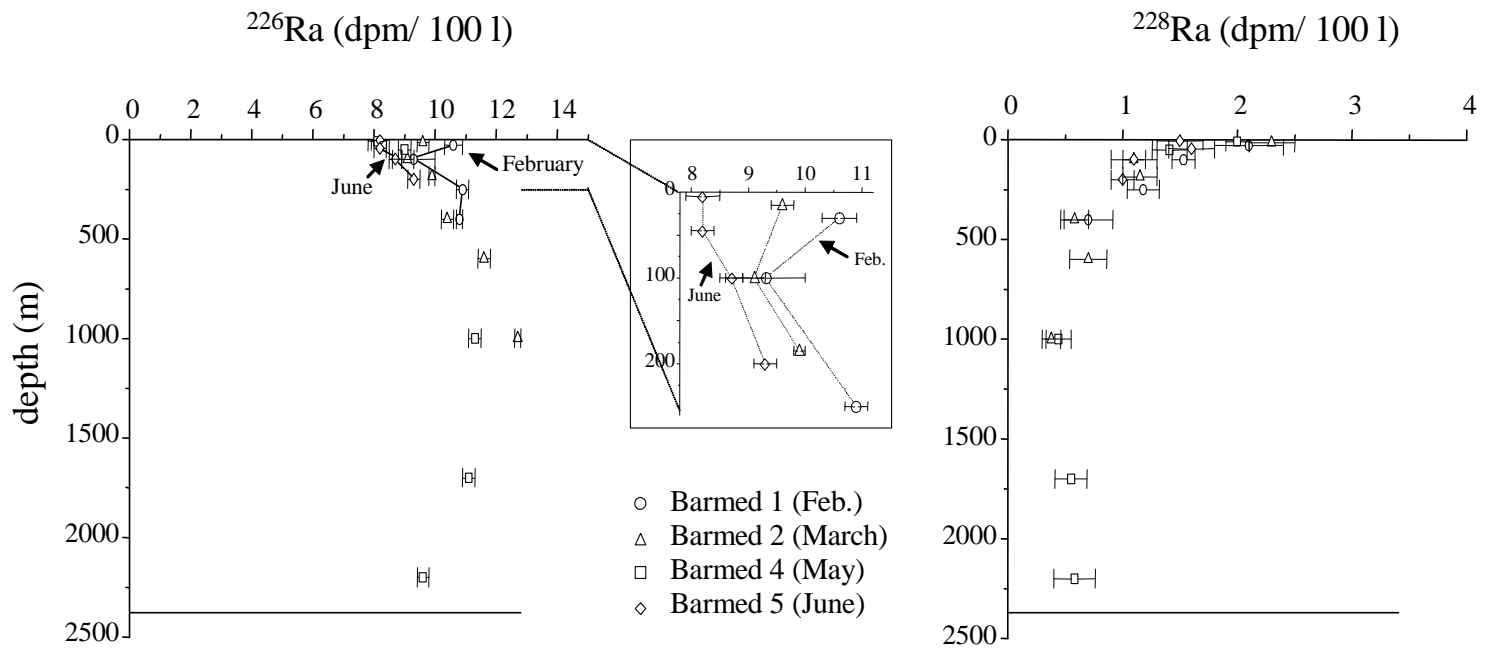 ²²⁶Ra (dpm/ 100 l)
0 2 4 6 8 10 12 14
0
500
1000
1500
2000
2500
depth (m)
February
June
8 9 10 11
0
100
200
Feb.
June
Barmed 1 (Feb.)
Barmed 2 (March)
Barmed 4 (May)
Barmed 5 (June)
²²⁸Ra (dpm/ 100 l)
0 1 2 3 4
0
500
1000
1500
2000
2500